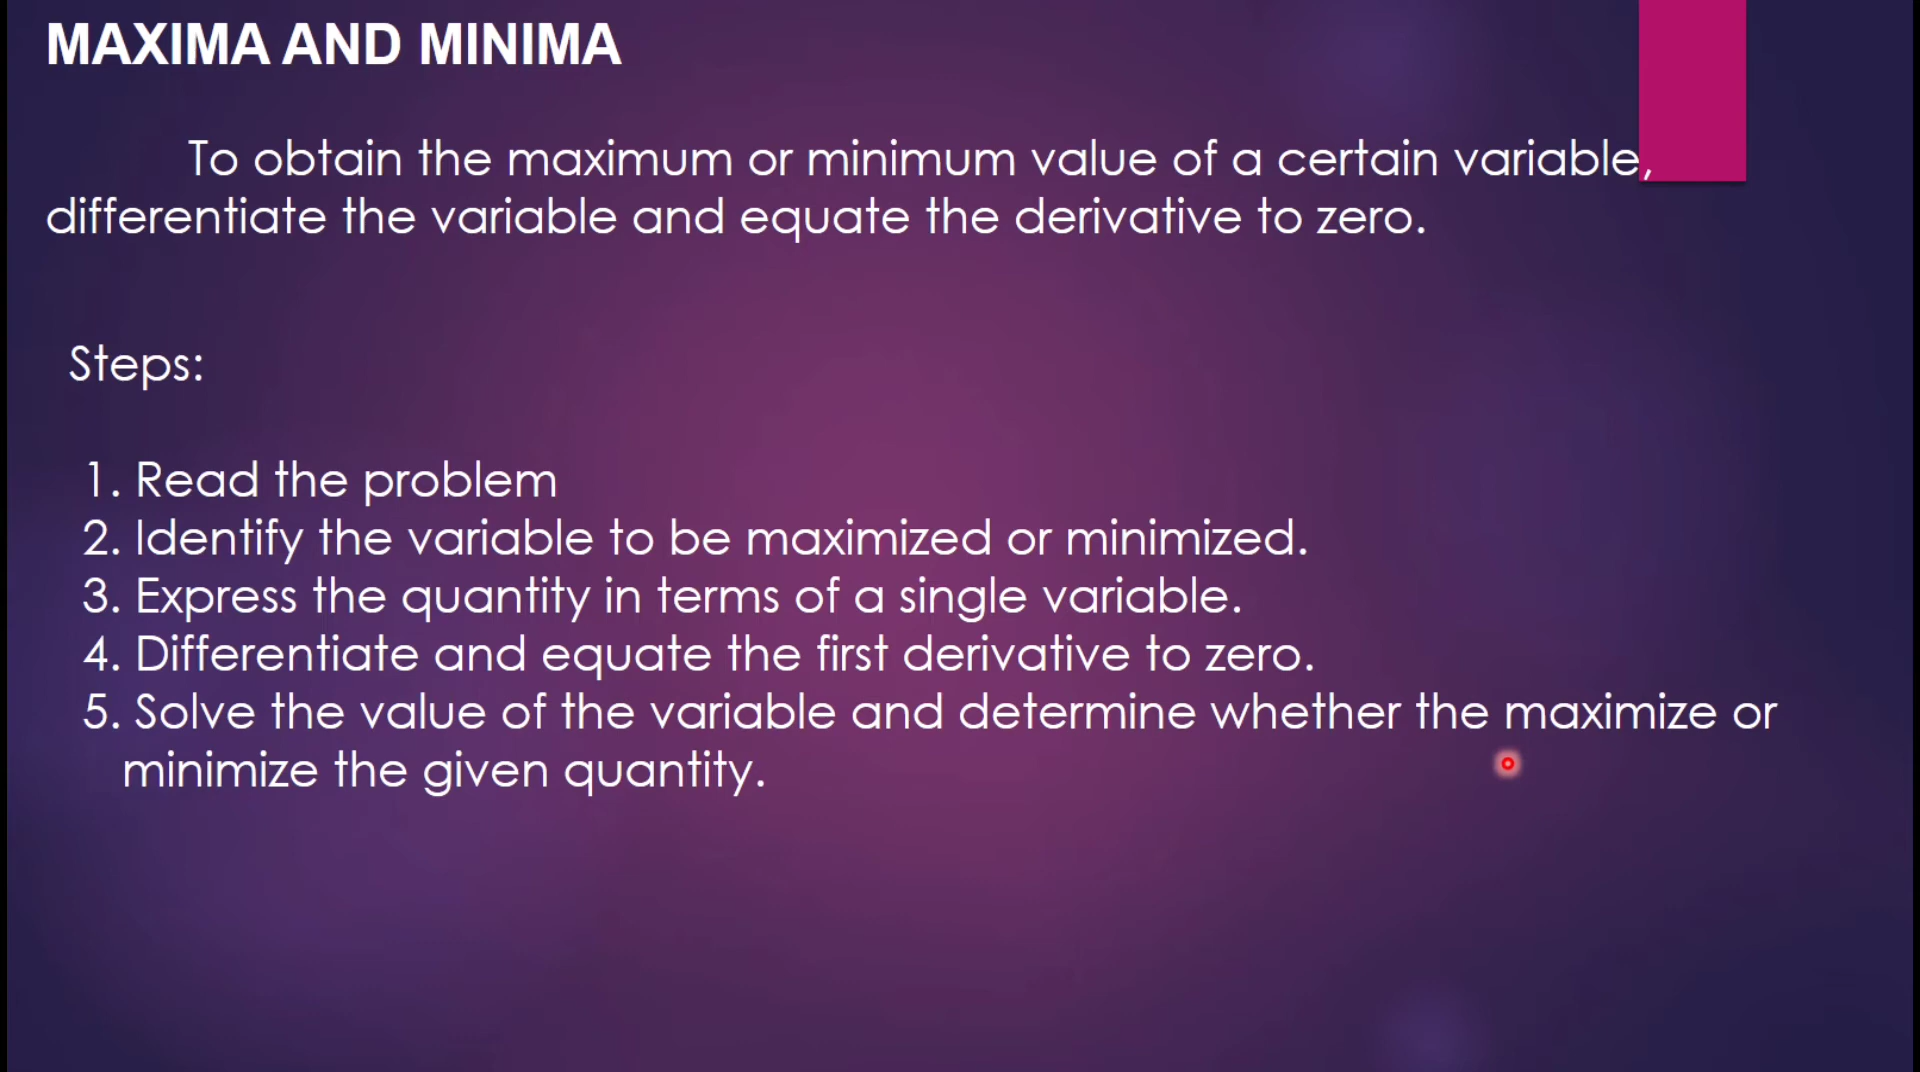 MAXIMA AND MINIMA
To obtain the maximum or minimum value of a certain variable,
differentiate the variable and equate the derivative to zero.
Steps:
1. Read the problem
2. Identify the variable to be maximized or minimized.
3. Express the quantity in terms of a single variable.
4. Differentiate and equate the first derivative to zero.
5. Solve the value of the variable and determine whether the maximize or
minimize the given quantity.